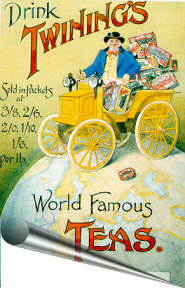 Drink
TWINING'S
Sold in Packets
at
3/8, 2/6.
2/0, 1/10,
1/6.
per lb.
World Famous
TEAS.